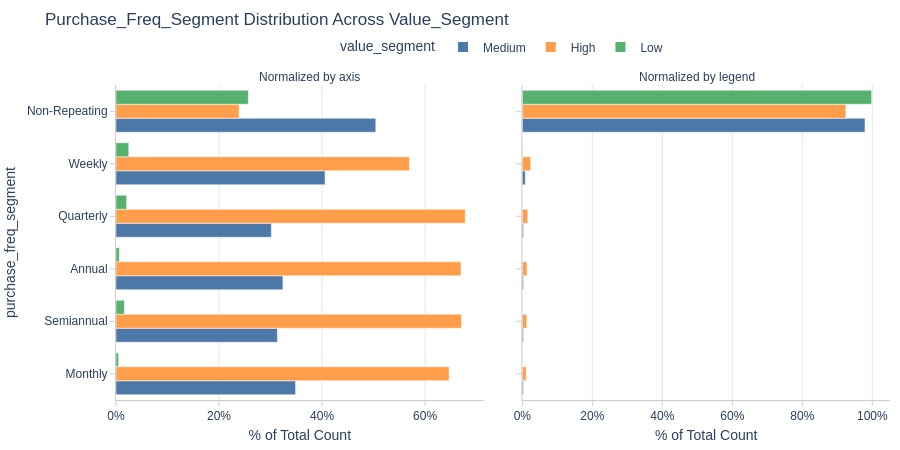 Purchase_Freq_Segment Distribution Across Value_Segment
value_segment Medium High Low
Normalized by axis Normalized by legend
purchase_freq_segment
Non-Repeating
Weekly
Quarterly
Annual
Semiannual
Monthly
0% 20% 40% 60% 0% 20% 40% 60% 80% 100%
% of Total Count % of Total Count